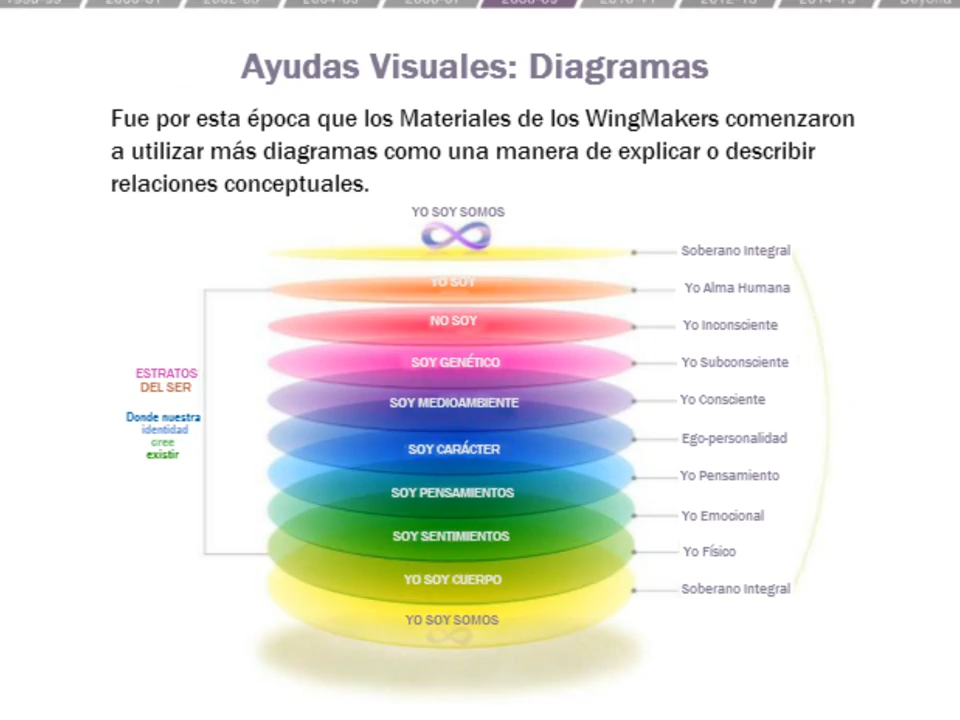 Ayudas Visuales: Diagramas
Fue por esta época que los Materiales de los WingMakers comenzaron
a utilizar más diagramas como una manera de explicar o describir
relaciones conceptuales.
YO SOY SOMOS
Soberano Integral
YO SOY
Yo Alma Humana
NO SOY
Yo Inconsciente
SOY GENÉTICO
Yo Subconsciente
ESTRATOS
DEL SER
SOY MEDIOAMBIENTE
Yo Consciente
Donde nuestra
identidad
cree
existir
SOY CARÁCTER
Ego-personalidad
SOY PENSAMIENTOS
Yo Pensamiento
SOY SENTIMIENTOS
Yo Emocional
YO SOY CUERPO
Yo Físico
YO SOY SOMOS
Soberano Integral